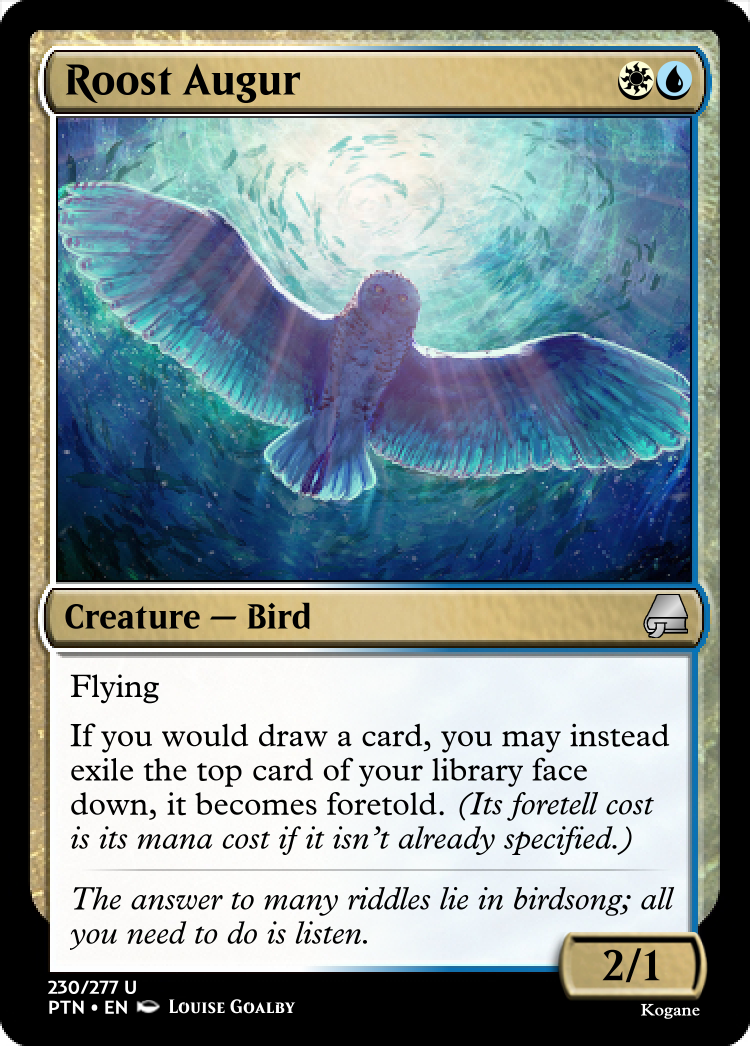 Roost Augur
Creature — Bird
Flying
If you would draw a card, you may instead
exile the top card of your library face
down, it becomes foretold. (Its foretell cost
is its mana cost if it isn't already specified.)
The answer to many riddles lie in birdsong; all
you need to do is listen.
2/1
230/277 U
PTN • EN Louise Goalby
Kogane